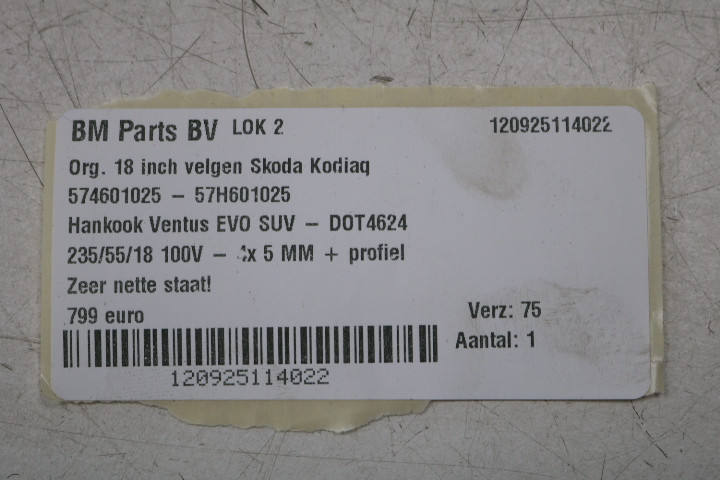 BM Parts BV LOK 2 120925114022
Org. 18 inch velgen Skoda Kodiaq
574601025 – 57H601025
Hankook Ventus EVO SUV – DOT4624
235/55/18 100V – 4x 5 MM + profiel
Zeer nette staat!
799 euro Verz: 75
Aantal: 1
120925114022